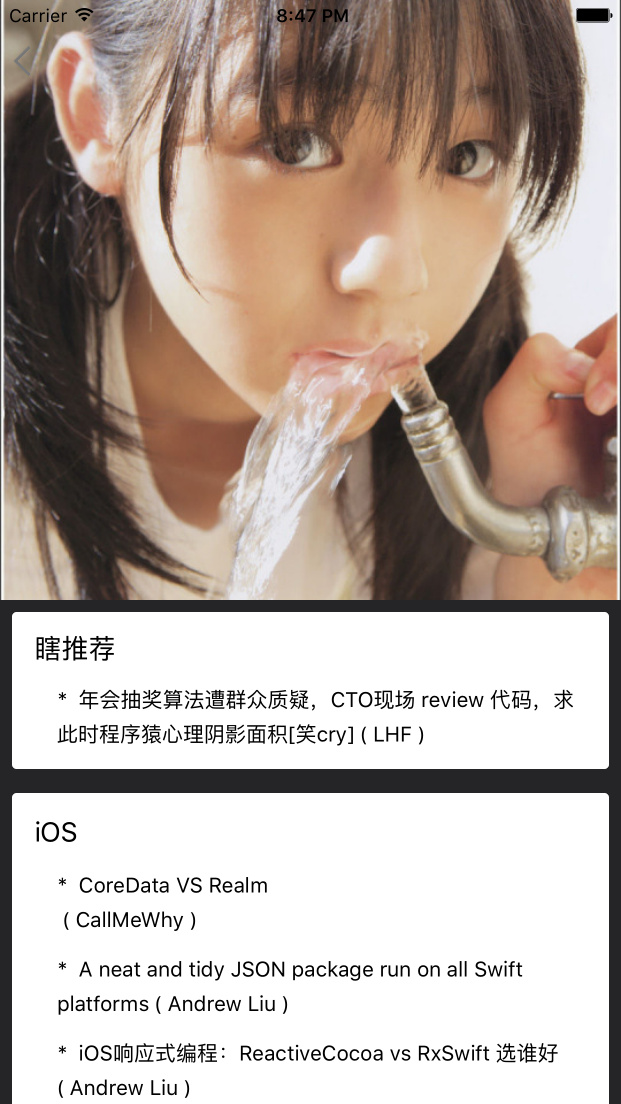 Carrier 8:47 PM
瞎推荐
* 年会抽奖算法遭群众质疑，CTO现场 review 代码，求
此时程序猿心理阴影面积[笑cry] ( LHF )
iOS
* CoreData VS Realm
( CallMeWhy )
* A neat and tidy JSON package run on all Swift
platforms ( Andrew Liu )
* iOS响应式编程：ReactiveCocoa vs RxSwift 选谁好
( Andrew Liu )